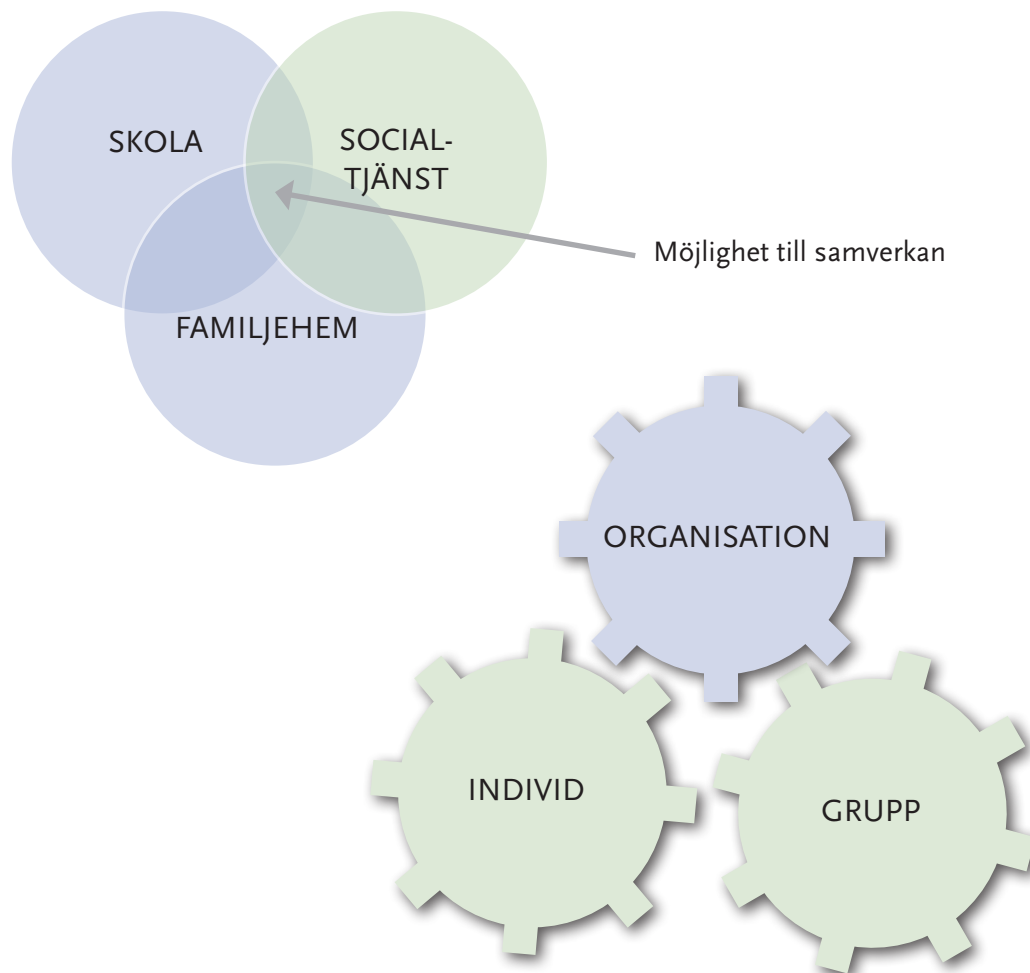 SKOLA
SOCIAL-
TJÄNST
Möjlighet till samverkan
FAMILJEHEM
ORGANISATION
INDIVID
GRUPP